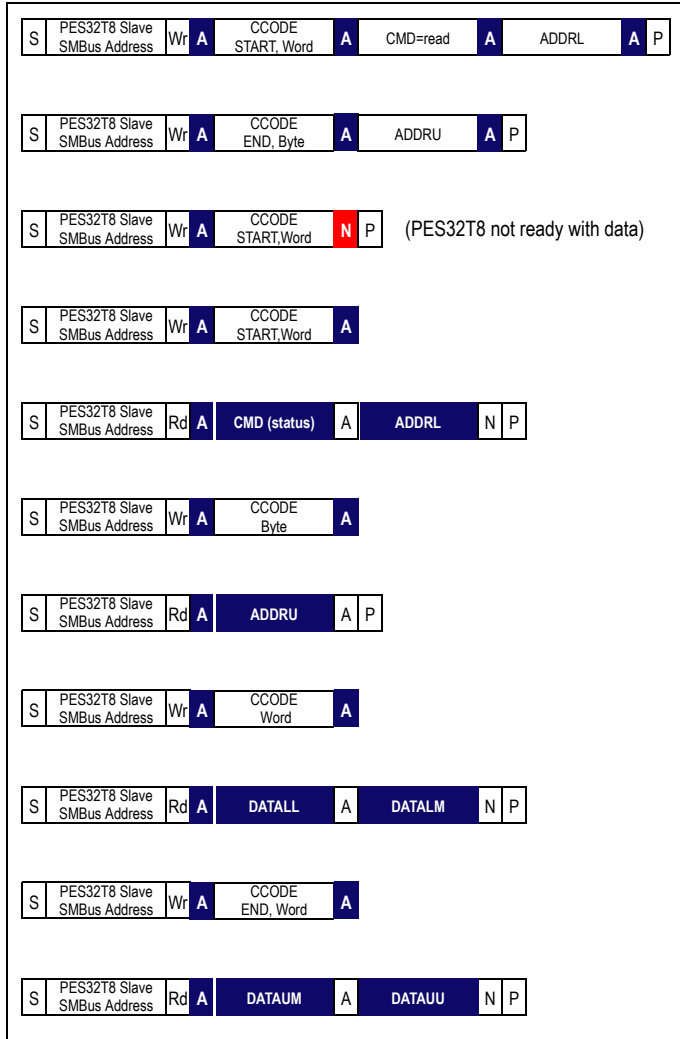 S PES32T8 Slave SMBus Address Wr A CCODE START, Word A CMD=read A ADDRL A P
S PES32T8 Slave SMBus Address Wr A CCODE END, Byte A ADDRU A P
S PES32T8 Slave SMBus Address Wr A CCODE START,Word N P (PES32T8 not ready with data)
S PES32T8 Slave SMBus Address Wr A CCODE START,Word A
S PES32T8 Slave SMBus Address Rd A CMD (status) A ADDRL N P
S PES32T8 Slave SMBus Address Wr A CCODE Byte A
S PES32T8 Slave SMBus Address Rd A ADDRU A P
S PES32T8 Slave SMBus Address Wr A CCODE Word A
S PES32T8 Slave SMBus Address Rd A DATALL A DATALM N P
S PES32T8 Slave SMBus Address Wr A CCODE END, Word A
S PES32T8 Slave SMBus Address Rd A DATAUM A DATAUU N P